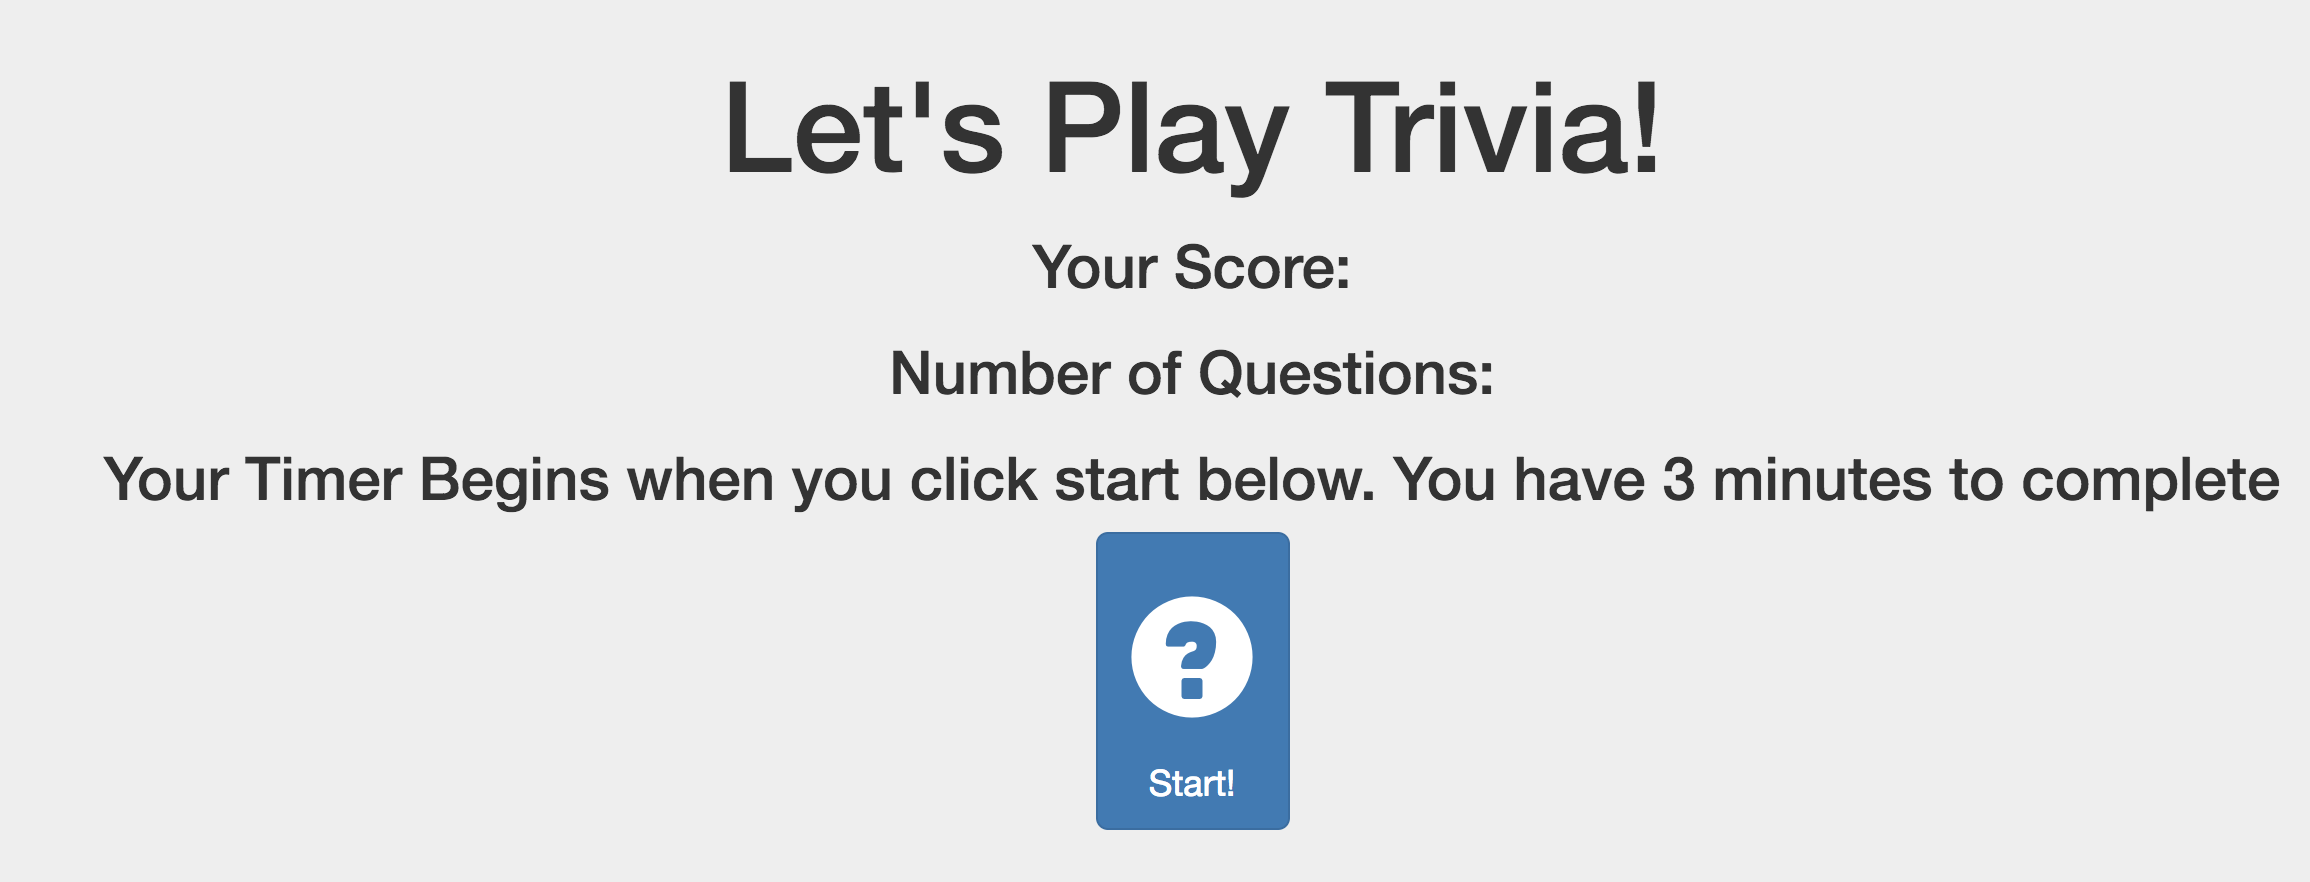 Let's Play Trivia!
Your Score:
Number of Questions:
Your Timer Begins when you click start below. You have 3 minutes to complete
?
Start!